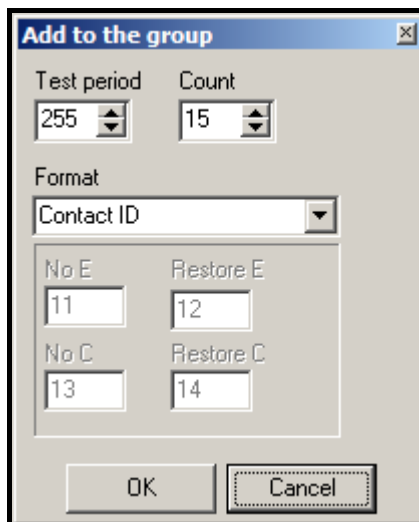 Add to the group
Test period Count
255 15
Format
Contact ID
No E Restore E
11 12
No C Restore C
13 14
OK Cancel